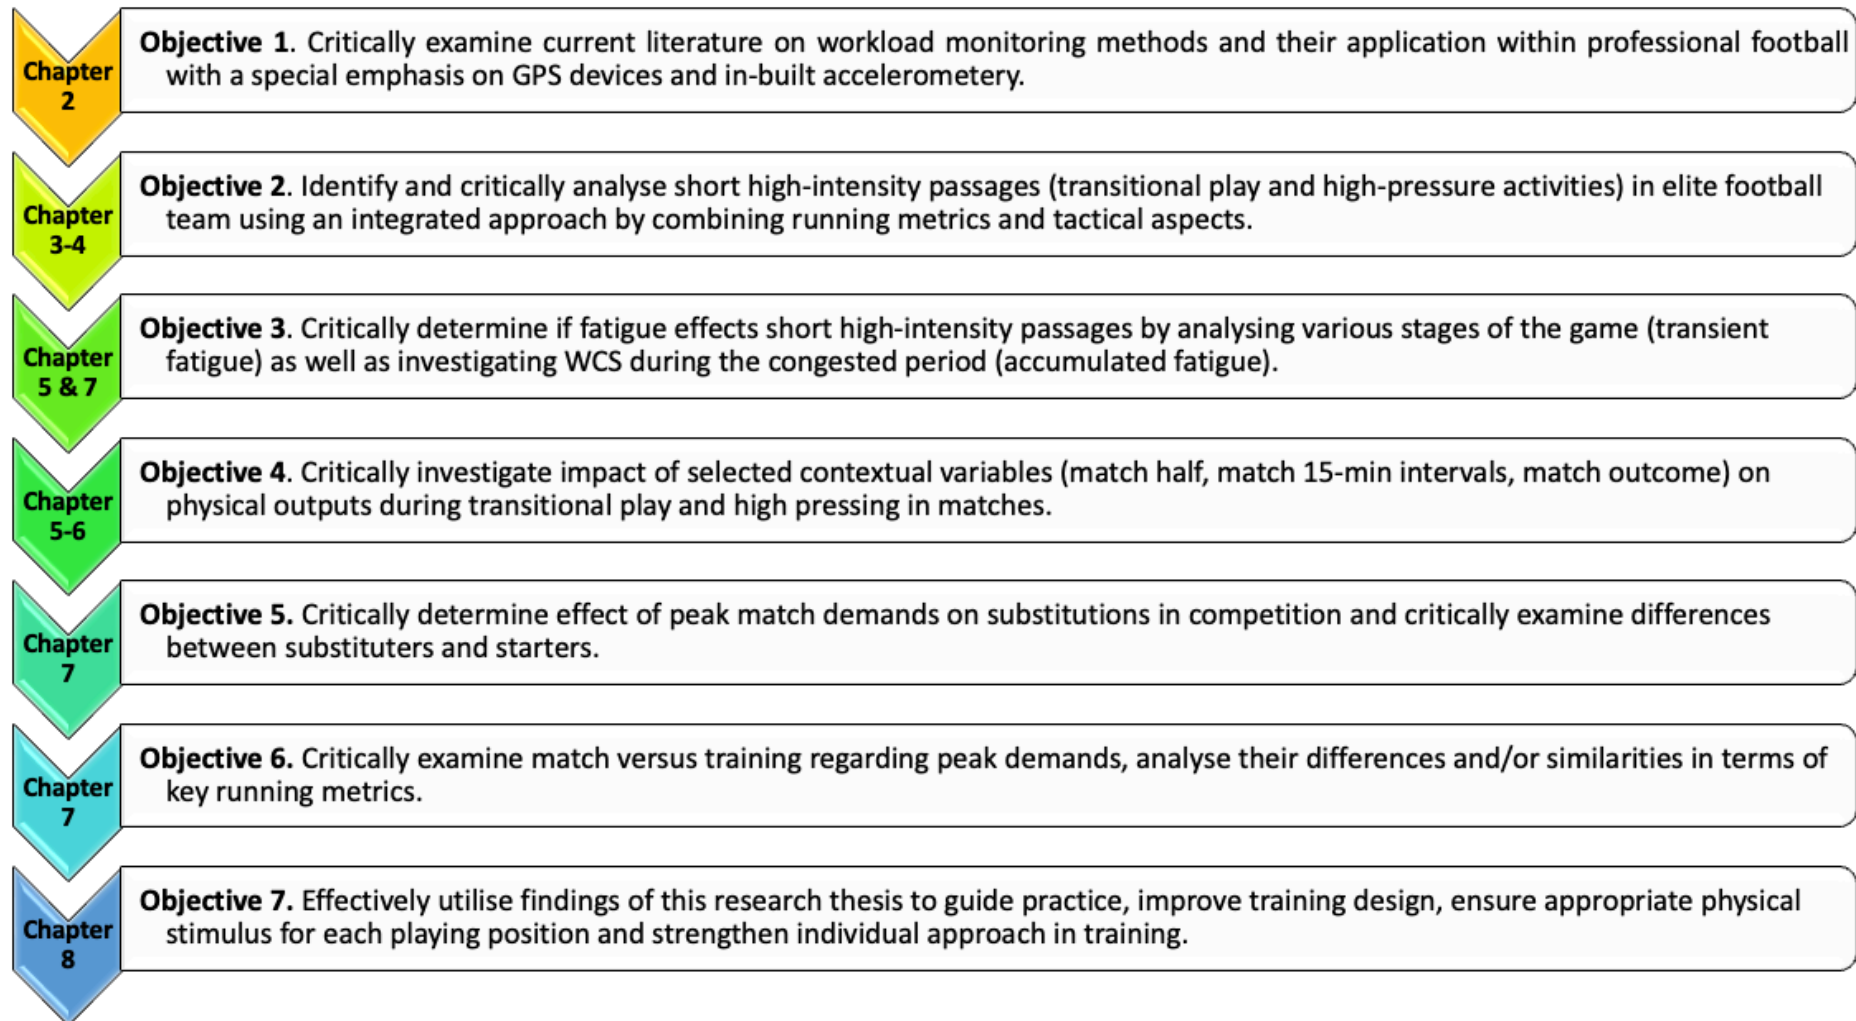 Chapter
2
Objective 1. Critically examine current literature on workload monitoring methods and their application within professional football
with a special emphasis on GPS devices and in-built accelerometery.
Chapter
3-4
Objective 2. Identify and critically analyse short high-intensity passages (transitional play and high-pressure activities) in elite football
team using an integrated approach by combining running metrics and tactical aspects.
Chapter
5 & 7
Objective 3. Critically determine if fatigue effects short high-intensity passages by analysing various stages of the game (transient
fatigue) as well as investigating WCS during the congested period (accumulated fatigue).
Chapter
5-6
Objective 4. Critically investigate impact of selected contextual variables (match half, match 15-min intervals, match outcome) on
physical outputs during transitional play and high pressing in matches.
Chapter
7
Objective 5. Critically determine effect of peak match demands on substitutions in competition and critically examine differences
between substituters and starters.
Chapter
7
Objective 6. Critically examine match versus training regarding peak demands, analyse their differences and/or similarities in terms of
key running metrics.
Chapter
8
Objective 7. Effectively utilise findings of this research thesis to guide practice, improve training design, ensure appropriate physical
stimulus for each playing position and strengthen individual approach in training.